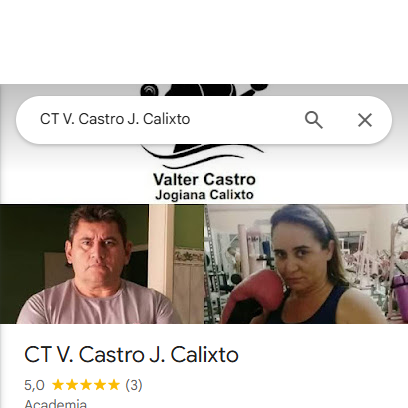 CT V. Castro J. Calixto
Valter Castro
Jogiana Calixto
CT V. Castro J. Calixto
5,0 ★★★★★ (3)
Academia